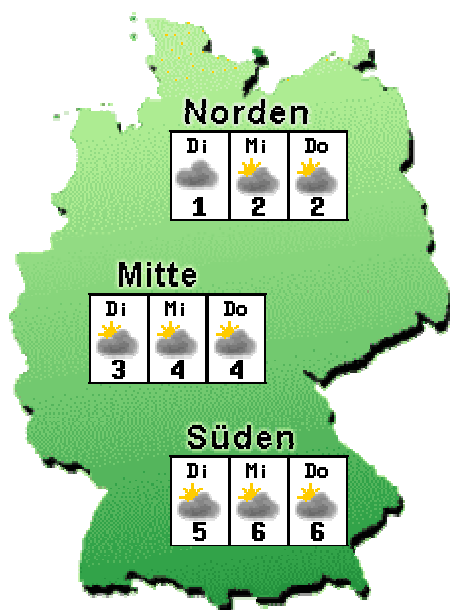 Norden
Di Mi Do
1 2 2
Mitte
Di Mi Do
3 4 4
Süden
Di Mi Do
5 6 6